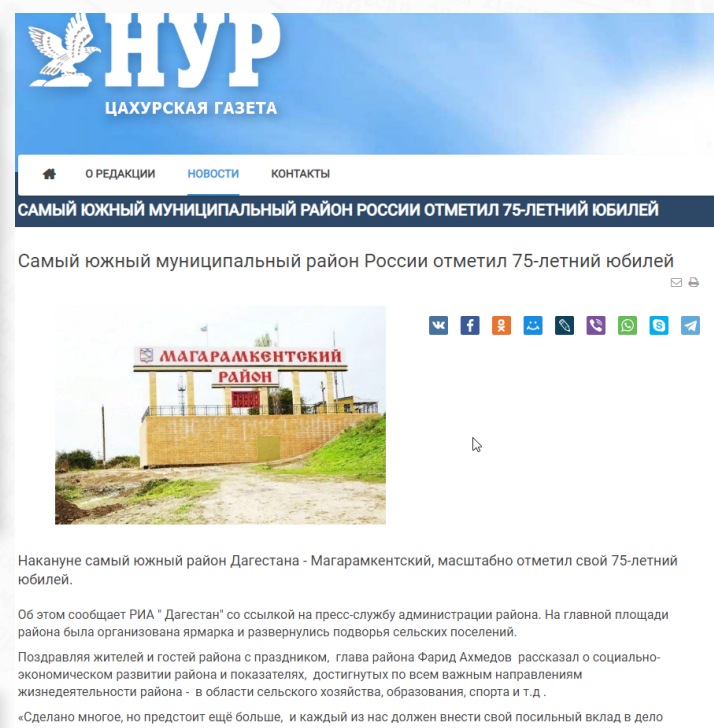 НУР
ЦАХУРСКАЯ ГАЗЕТА
О РЕДАКЦИИ НОВОСТИ КОНТАКТЫ
САМЫЙ ЮЖНЫЙ МУНИЦИПАЛЬНЫЙ РАЙОН РОССИИ ОТМЕТИЛ 75-ЛЕТНИЙ ЮБИЛЕЙ
Самый южный муниципальный район России отметил 75-летний юбилей
МАГАРАМКЕНТСКИЙ
РАЙОН
Накануне самый южный район Дагестана - Магарамкентский, масштабно отметил свой 75-летний
юбилей.
Об этом сообщает РИА " Дагестан" со ссылкой на пресс-службу администрации района. На главной площади
района была организована ярмарка и развернулись подворья сельских поселений.
Поздравляя жителей и гостей района с праздником, глава района Фарид Ахмедов рассказал о социально-
экономическом развитии района и показателях, достигнутых по всем важным направлениям
жизнедеятельности района - в области сельского хозяйства, образования, спорта и т.д .
«Сделано многое, но предстоит ещё больше, и каждый из нас должен внести свой посильный вклад в дело